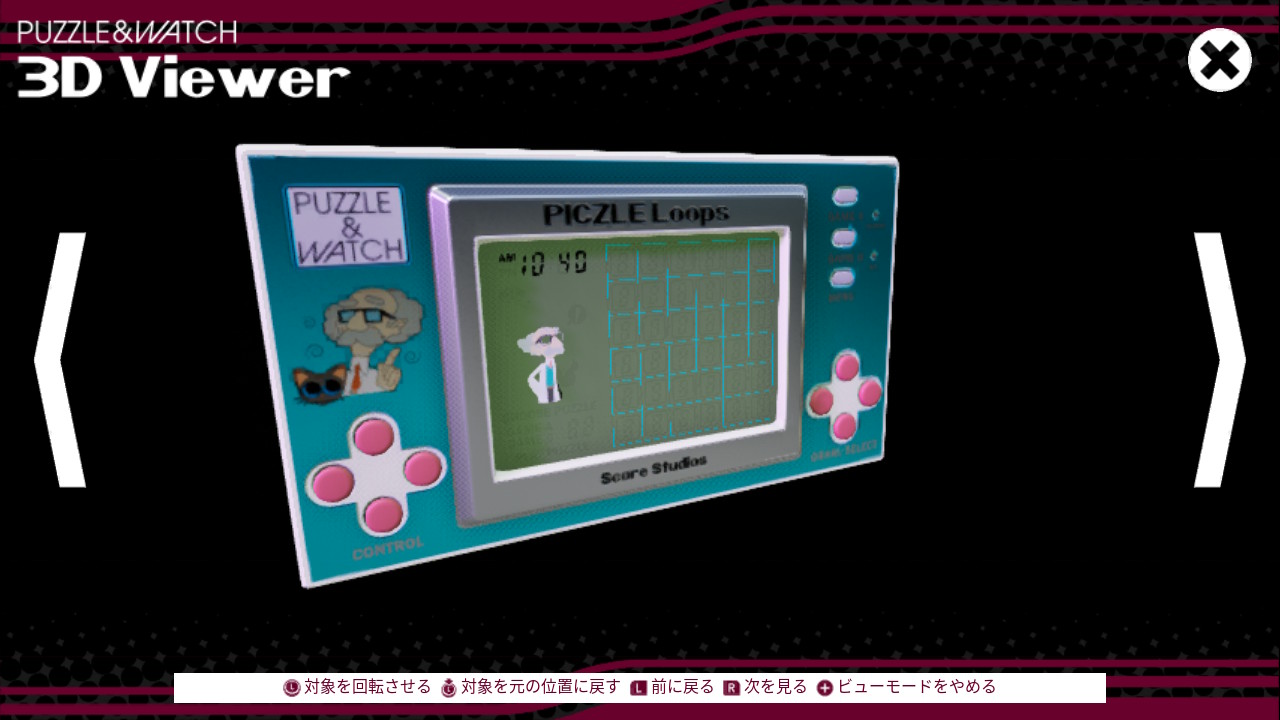 PUZZLE&WATCH
3D Viewer
PUZZLE
&
WATCH
PICZLE Loops
AM 10 40
Score Studios
CONTROL
L 対象を回転させる 対象を元の位置に戻す L 前に戻る R 次を見る + ビューモードをやめる